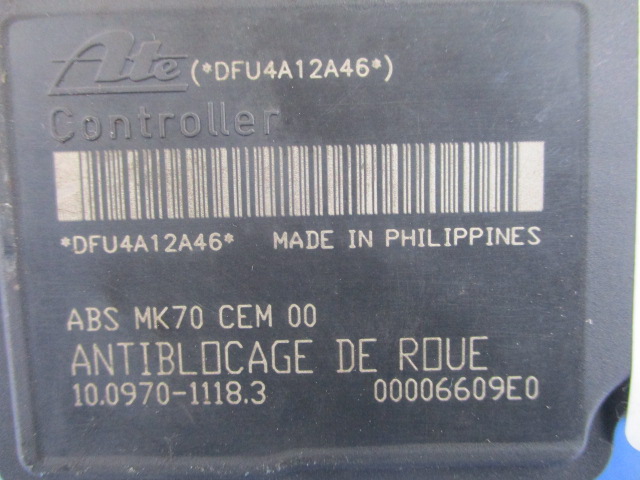 Ate (*DFU4A12A46*)
Controller
*DFU4A12A46* MADE IN PHILIPPINES
ABS MK70 CEM 00
ANTIBLOCAGE DE ROUE
10.0970-1118.3 00006609E0